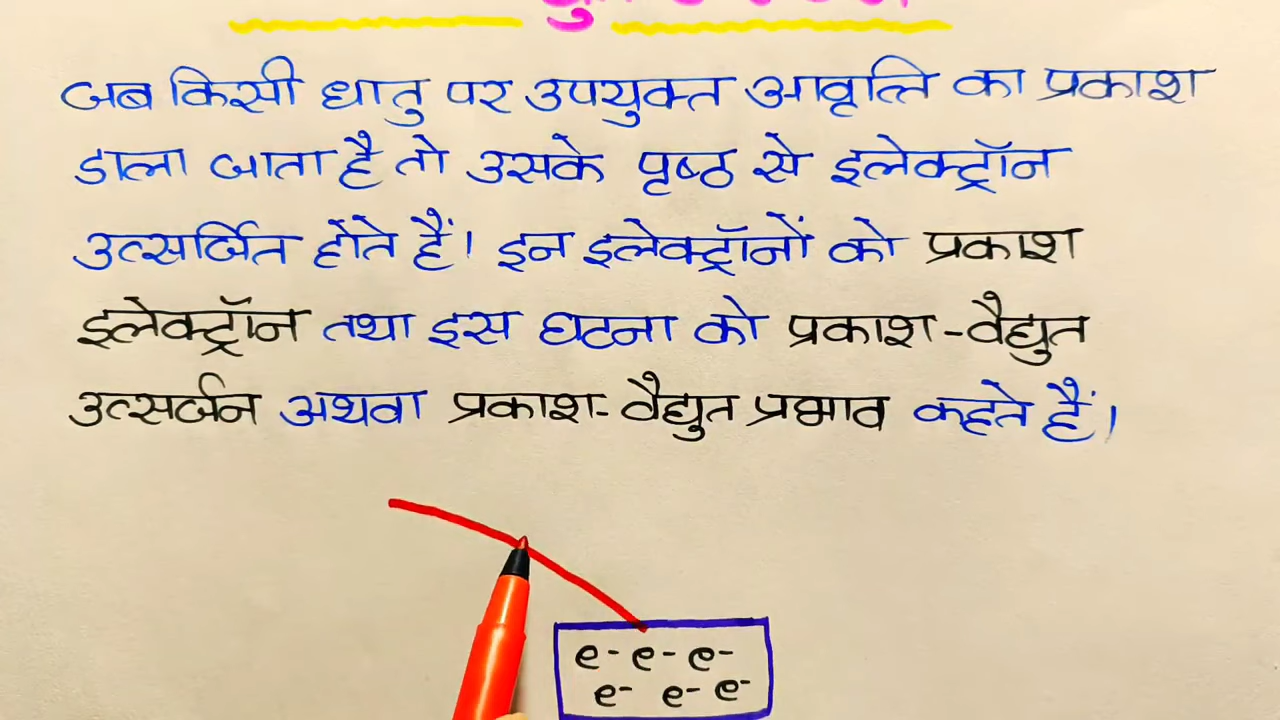 जब किसी धातु पर उपयुक्त आवृत्ति का प्रकाश
डाला जाता है तो उसके पृष्ठ से इलेक्ट्रॉन
उत्सर्जित होते हैं। इन इलेक्ट्रॉनों को प्रकाश
इलेक्ट्रॉन तथा इस घटना को प्रकाश-वैद्युत
उत्सर्जन अथवा प्रकाश-वैद्युत प्रभाव कहते हैं।
e- e- e-
e- e- e-